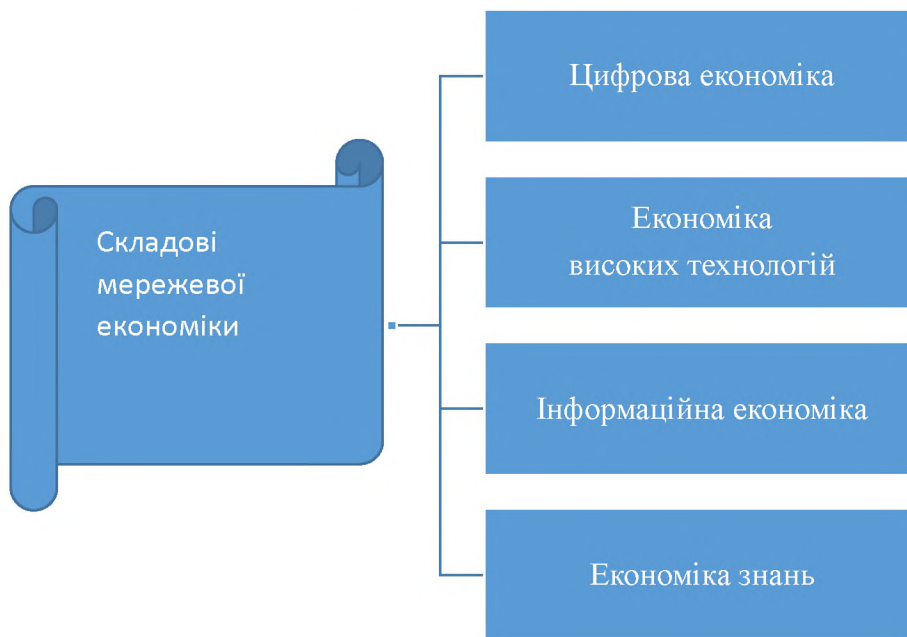 Складові
мережевої
економіки
Цифрова економіка
Економіка
високих технологій
Інформаційна економіка
Економіка знань